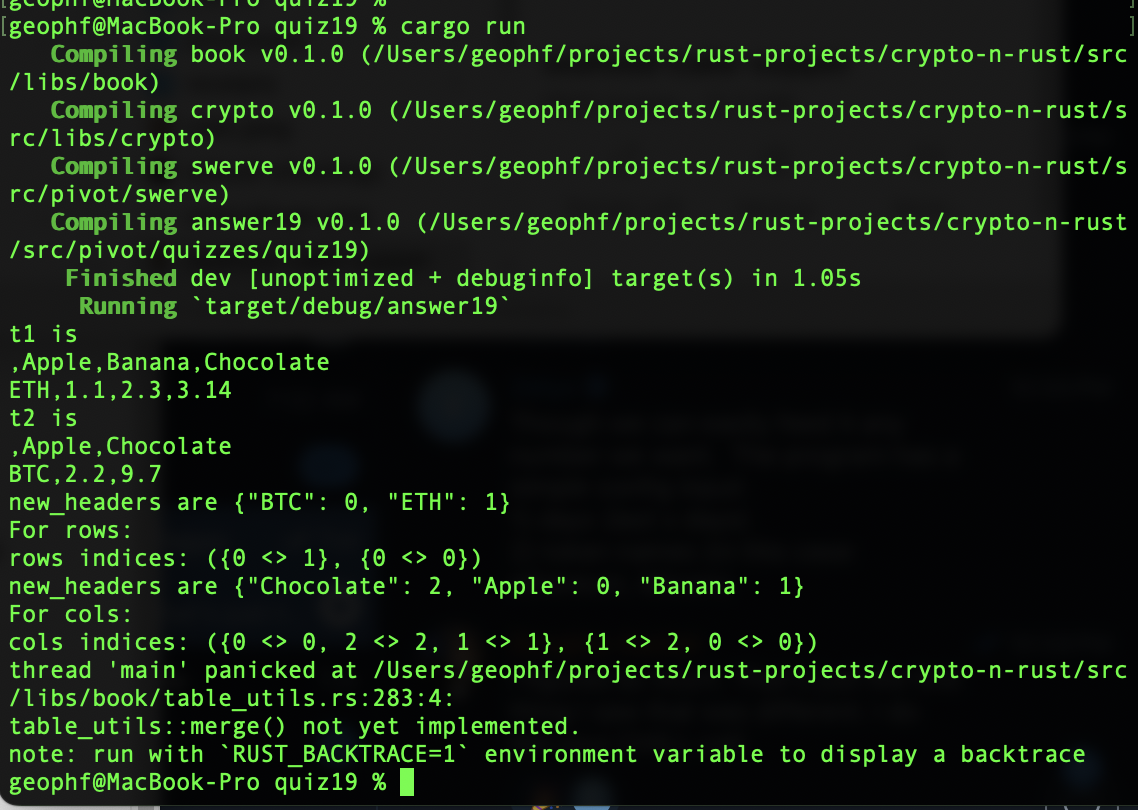 [geophf@MacBook-Pro quiz19 %
[geophf@MacBook-Pro quiz19 % cargo run ]
Compiling book v0.1.0 (/Users/geophf/projects/rust-projects/crypto-n-rust/src
/libs/book)
Compiling crypto v0.1.0 (/Users/geophf/projects/rust-projects/crypto-n-rust/s
rc/libs/crypto)
Compiling swerve v0.1.0 (/Users/geophf/projects/rust-projects/crypto-n-rust/s
rc/pivot/swerve)
Compiling answer19 v0.1.0 (/Users/geophf/projects/rust-projects/crypto-n-rust
/src/pivot/quizzes/quiz19)
Finished dev [unoptimized + debuginfo] target(s) in 1.05s
Running `target/debug/answer19`
t1 is
,Apple,Banana,Chocolate
ETH,1.1,2.3,3.14
t2 is
,Apple,Chocolate
BTC,2.2,9.7
new_headers are {"BTC": 0, "ETH": 1}
For rows:
rows indices: ({0 <> 1}, {0 <> 0})
new_headers are {"Chocolate": 2, "Apple": 0, "Banana": 1}
For cols:
cols indices: ({0 <> 0, 2 <> 2, 1 <> 1}, {1 <> 2, 0 <> 0})
thread 'main' panicked at /Users/geophf/projects/rust-projects/crypto-n-rust/src
/libs/book/table_utils.rs:283:4:
table_utils::merge() not yet implemented.
note: run with `RUST_BACKTRACE=1` environment variable to display a backtrace
geophf@MacBook-Pro quiz19 %